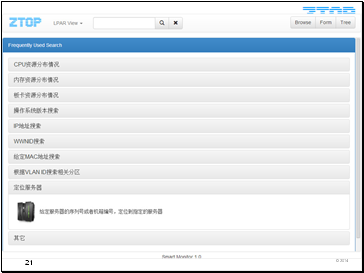 ZTOP
LPAR View
Browse Form Tree
Frequently Used Search
CPU资源分布情况
内存资源分布情况
板卡资源分布情况
操作系统版本搜索
IP地址搜索
WWNID搜索
给定MAC地址搜索
根据VLAN ID搜索相关分区
定位服务器
给定服务器的序列号或者机箱编号，定位到指定的服务器
其它
Smart Monitor 1.0
21